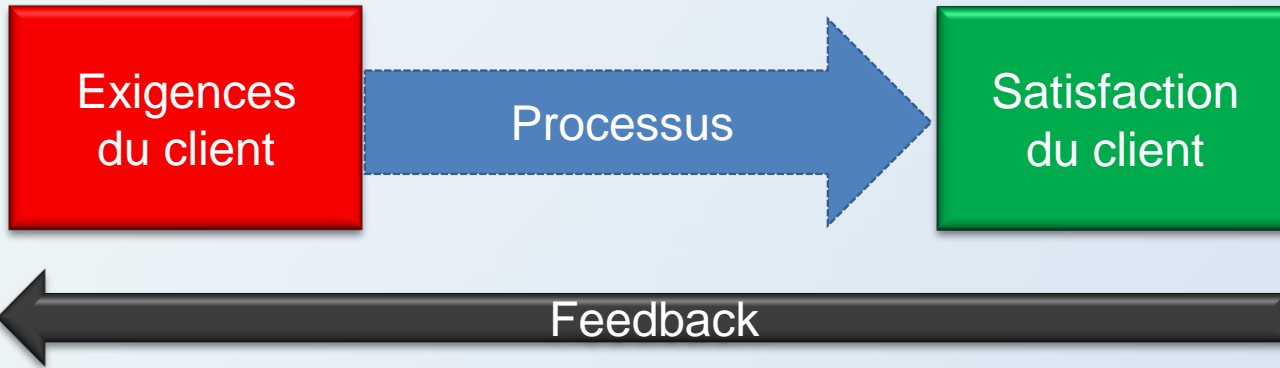 Exigences
du client
Processus
Satisfaction
du client
Feedback